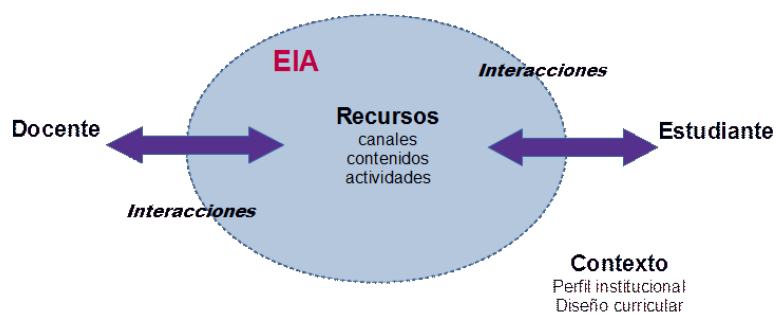 EIA
Interacciones
Docente
Recursos
canales
contenidos
actividades
Estudiante
Interacciones
Contexto
Perfil institucional
Diseño curricular